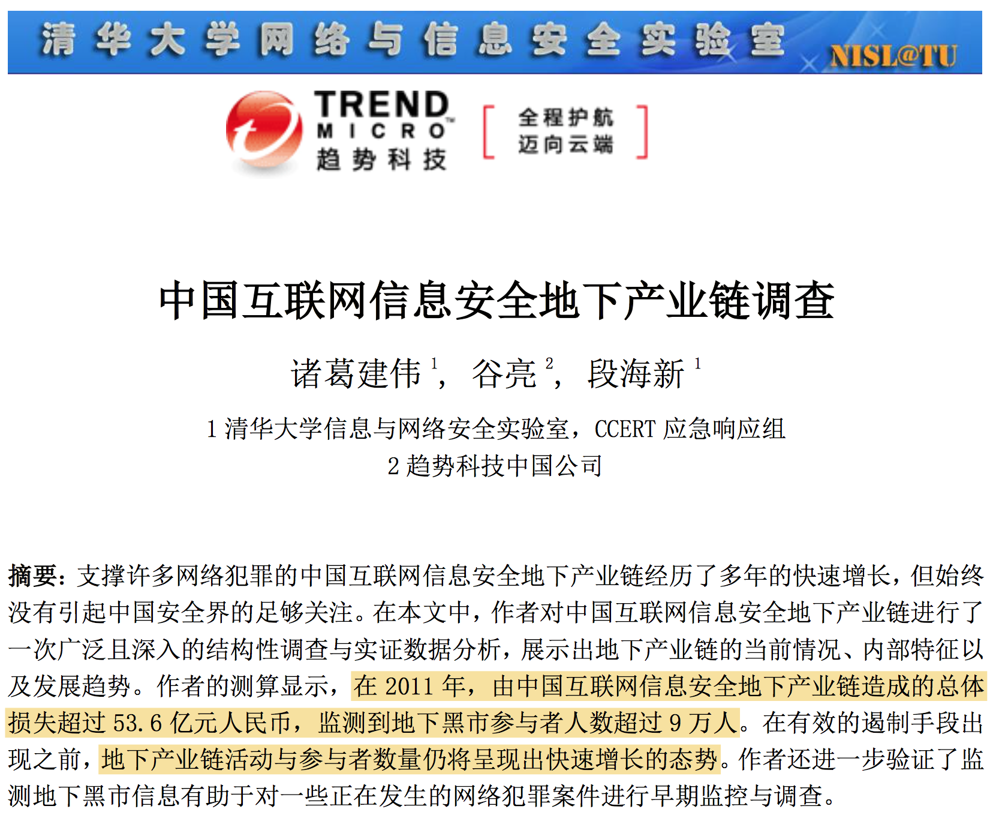 清华大学网络与信息安全实验室 NISL@TU
TREND
MICRO™
趋势科技
全程护航
迈向云端
中国互联网信息安全地下产业链调查
诸葛建伟 1, 谷亮 2, 段海新 1
1 清华大学信息与网络安全实验室，CCERT 应急响应组
2 趋势科技中国公司
摘要：支撑许多网络犯罪的中国互联网信息安全地下产业链经历了多年的快速增长，但始终
没有引起中国安全界的足够关注。在本文中，作者对中国互联网信息安全地下产业链进行了
一次广泛且深入的结构性调查与实证数据分析，展示出地下产业链的当前情况、内部特征以
及发展趋势。作者的测算显示，在 2011 年，由中国互联网信息安全地下产业链造成的总体
损失超过 53.6 亿元人民币，监测到地下黑市参与者人数超过 9 万人。在有效的遏制手段出
现之前，地下产业链活动与参与者数量仍将呈现出快速增长的态势。作者还进一步验证了监
测地下黑市信息有助于对一些正在发生的网络犯罪案件进行早期监控与调查。